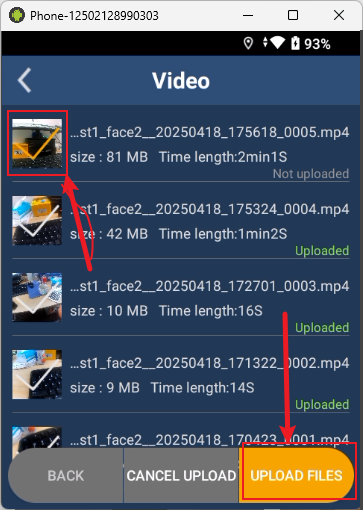 Phone-12502128990303
93%
Video
...st1_face2__20250418_175618_0005.mp4
size : 81 MB Time length:2min1S
Not uploaded
...st1_face2__20250418_175324_0004.mp4
size : 42 MB Time length:1min2S
Uploaded
...st1_face2__20250418_172701_0003.mp4
size : 10 MB Time length:16S
Uploaded
...st1_face2__20250418_171322_0002.mp4
size : 9 MB Time length:14S
Uploaded
...st1_face2__20250418_170423_0001.mp4
BACK
CANCEL UPLOAD
UPLOAD FILES